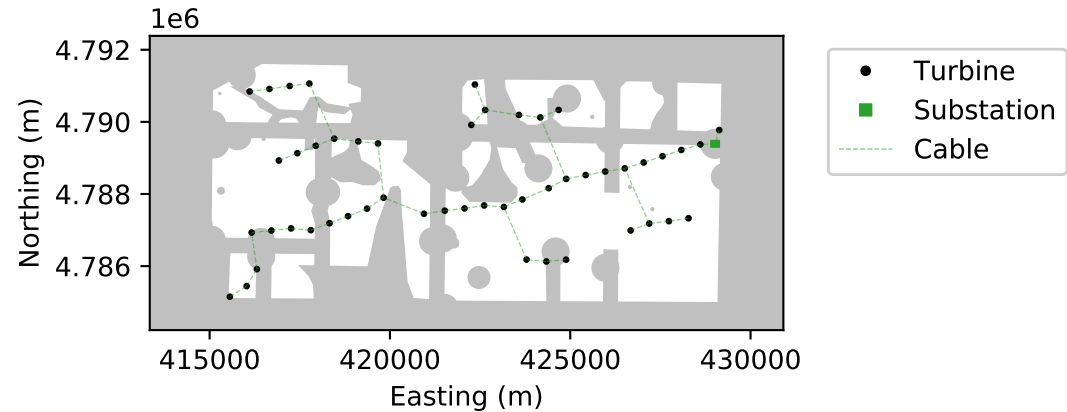 1e6
4.792
4.790
4.788
4.786
Northing (m)
415000 420000 425000 430000
Easting (m)
Turbine
Substation
Cable